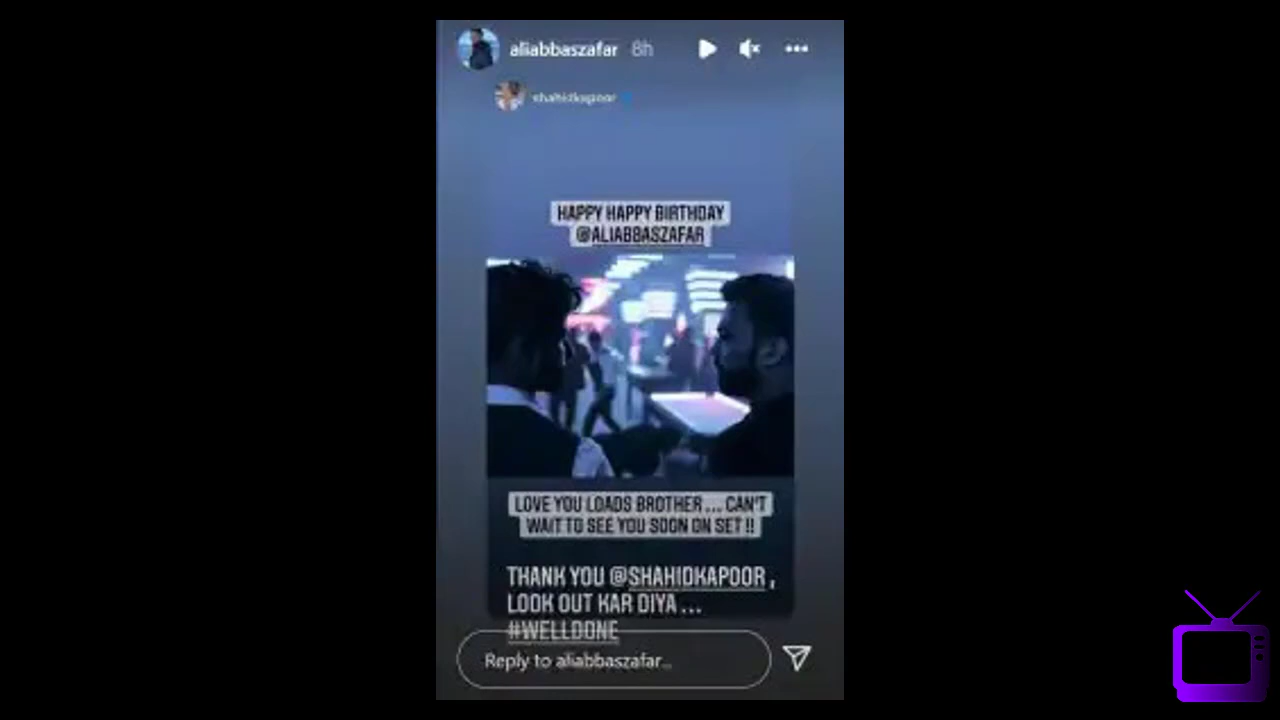 aliabbaszafar 8h
shahidkapoor
HAPPY HAPPY BIRTHDAY
@ALIABBASZAFAR
LOVE YOU LOADS BROTHER ... CAN'T
WAIT TO SEE YOU SOON ON SET !!
THANK YOU @SHAHIDKAPOOR ,
LOOK OUT KAR DIYA ...
#WELLDONE
Reply to aliabbaszafar...